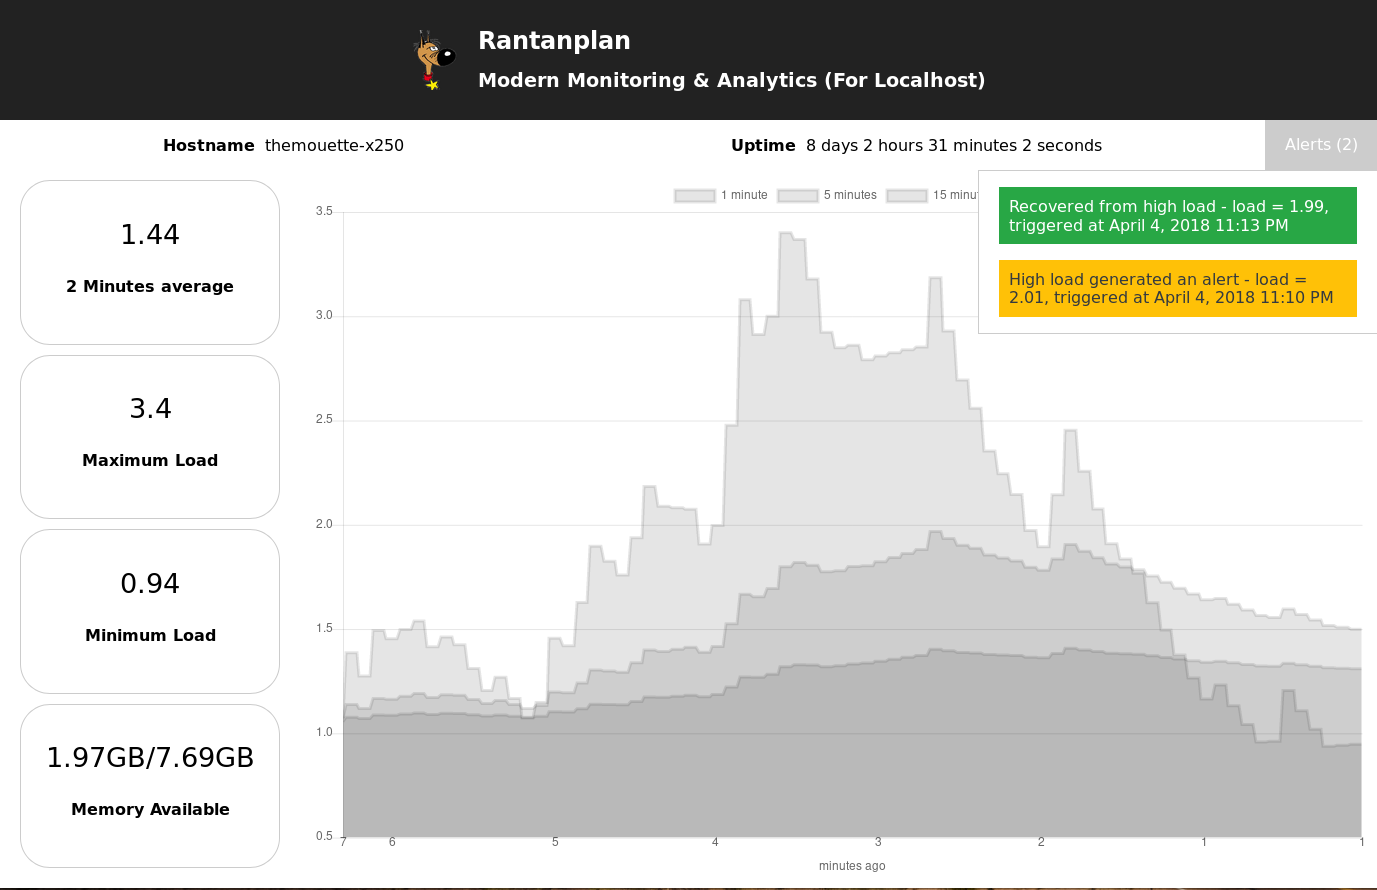 Rantanplan
Modern Monitoring & Analytics (For Localhost)
Hostname themouette-x250
Uptime 8 days 2 hours 31 minutes 2 seconds
Alerts (2)
Recovered from high load - load = 1.99,
triggered at April 4, 2018 11:13 PM
High load generated an alert - load =
2.01, triggered at April 4, 2018 11:10 PM
1.44
2 Minutes average
3.4
Maximum Load
0.94
Minimum Load
1.97GB/7.69GB
Memory Available
1 minute
5 minutes
15 minu
3.5
3.0
2.5
2.0
1.5
1.0
0.5
7 6 5 4 3 2 1 1
minutes ago